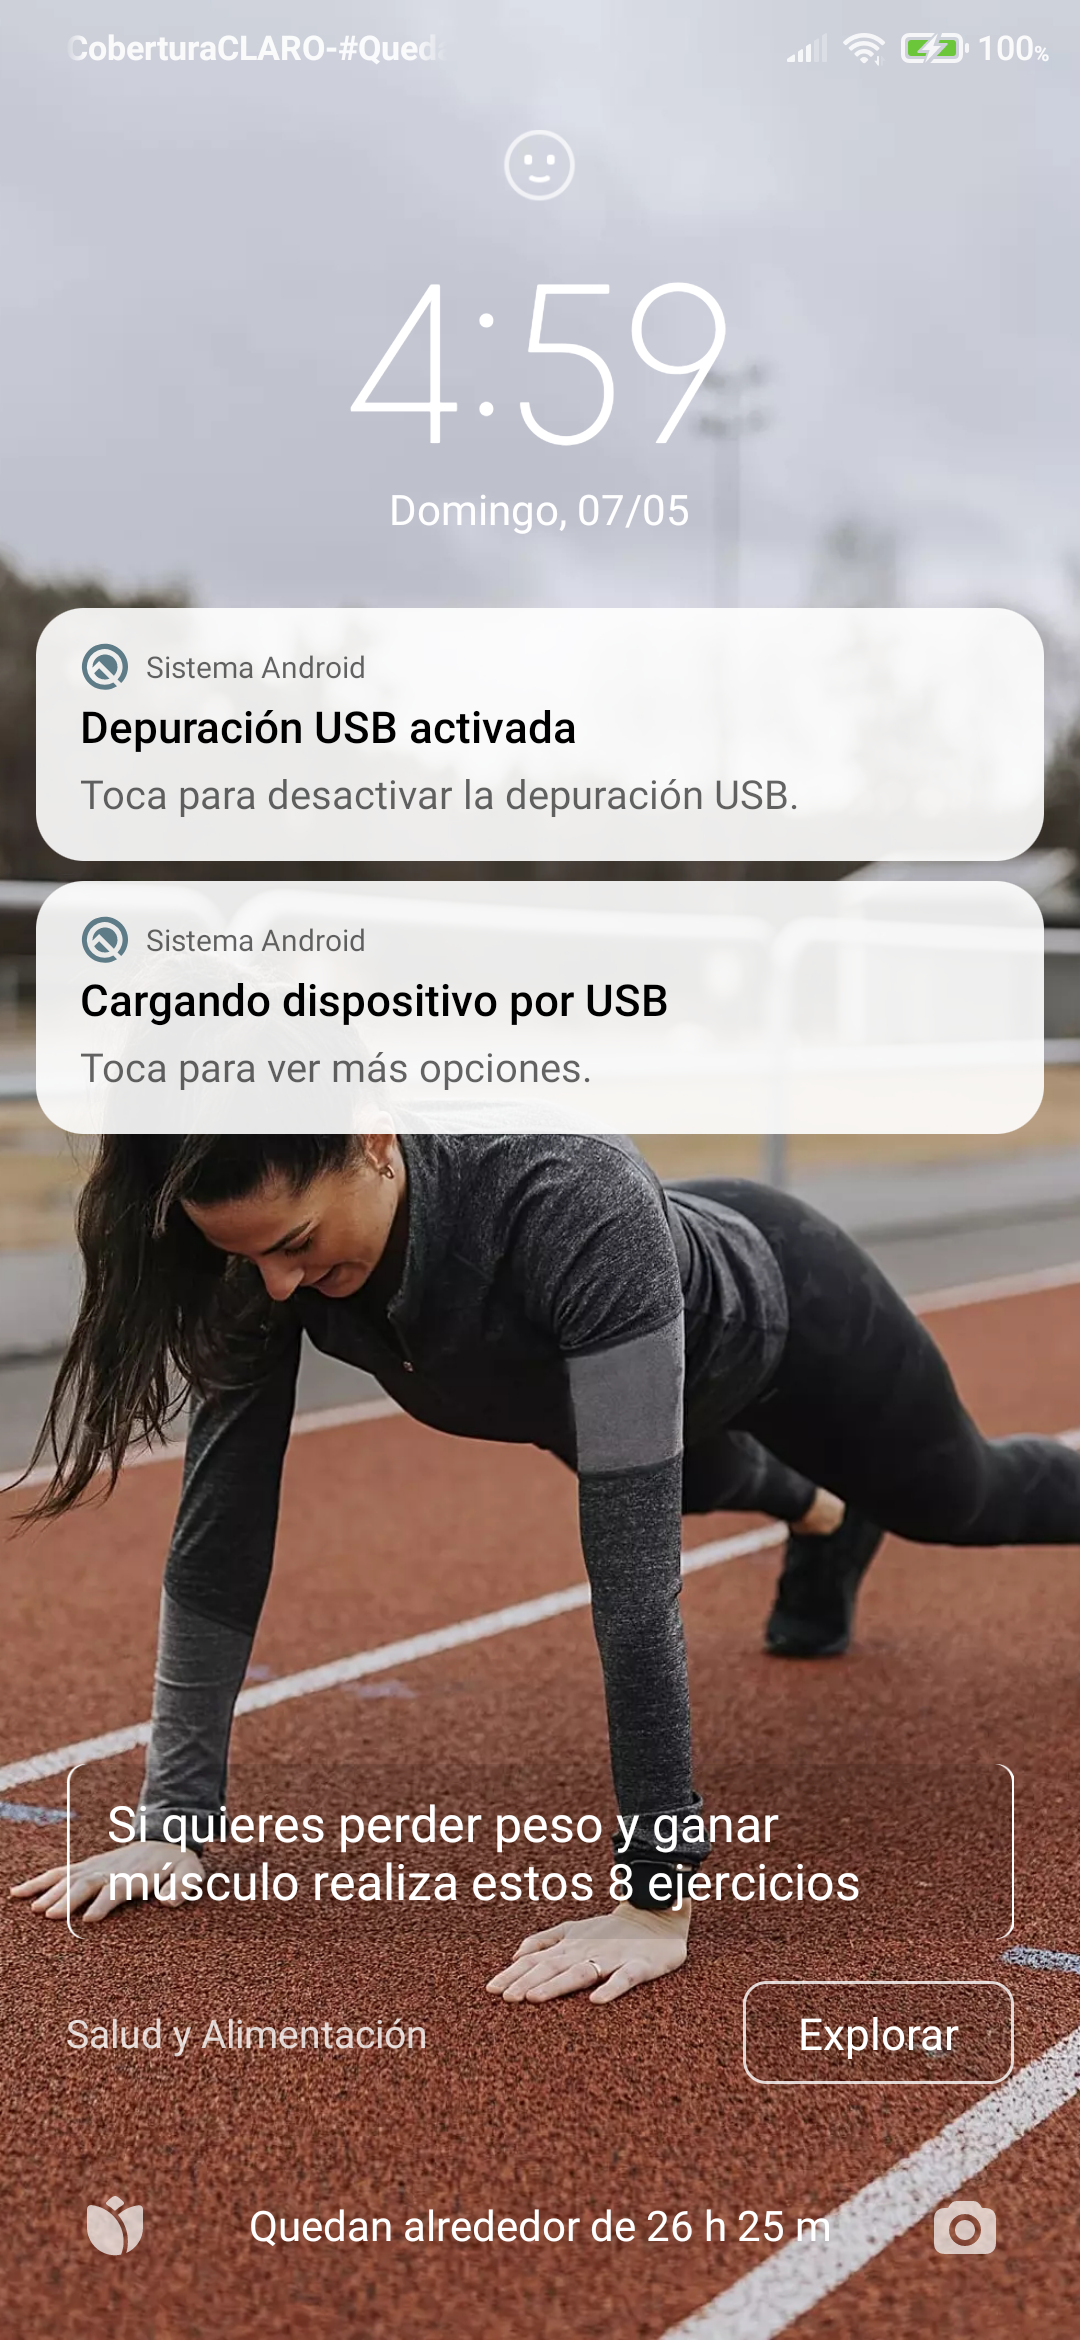 CoberturaCLARO-#Queda
100%
4:59
Domingo, 07/05
Sistema Android
Depuración USB activada
Toca para desactivar la depuración USB.
Sistema Android
Cargando dispositivo por USB
Toca para ver más opciones.
Si quieres perder peso y ganar
músculo realiza estos 8 ejercicios
Salud y Alimentación
Explorar
Quedan alrededor de 26 h 25 m